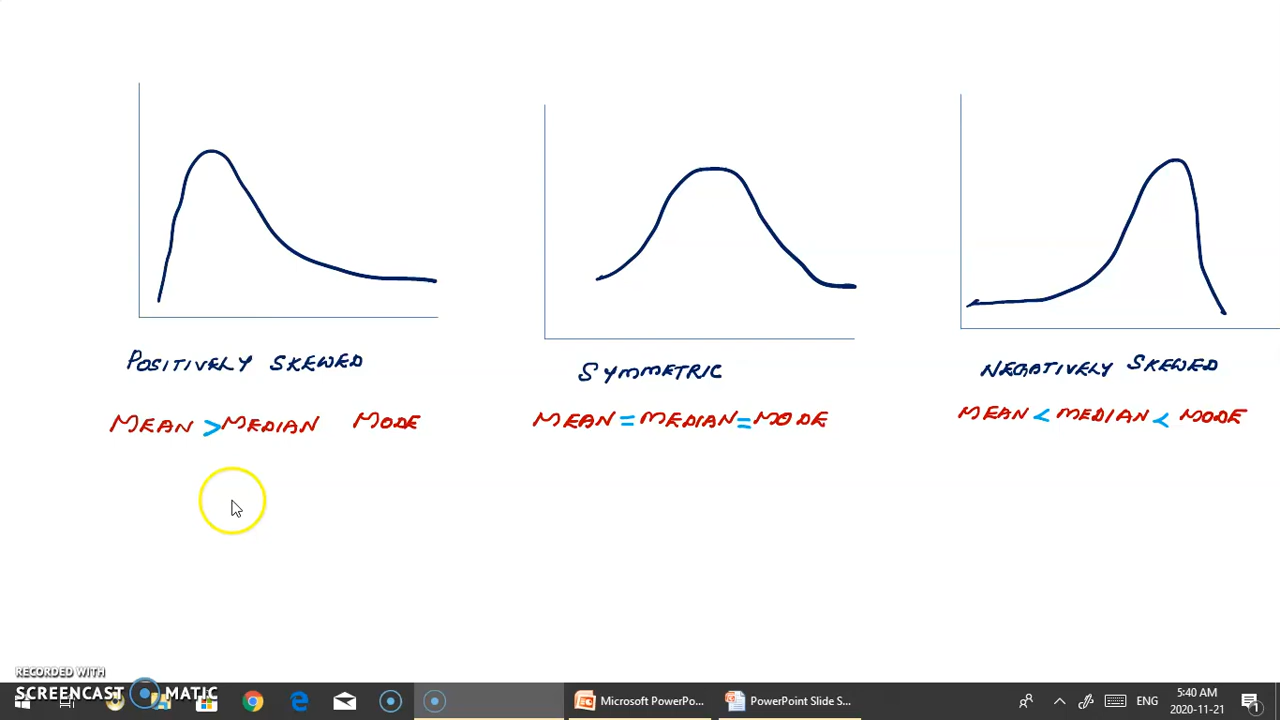 POSITIVELY SKEWED
SYMMETRIC
NEGATIVELY SKEWED
MEAN > MEDIAN MODE
MEAN = MEDIAN = MODE
MEAN < MEDIAN < MODE
RECORDED WITH
SCREENCAST MATIC
Microsoft PowerPo...
PowerPoint Slide S...
ENG
5:40 AM
2020-11-21
1